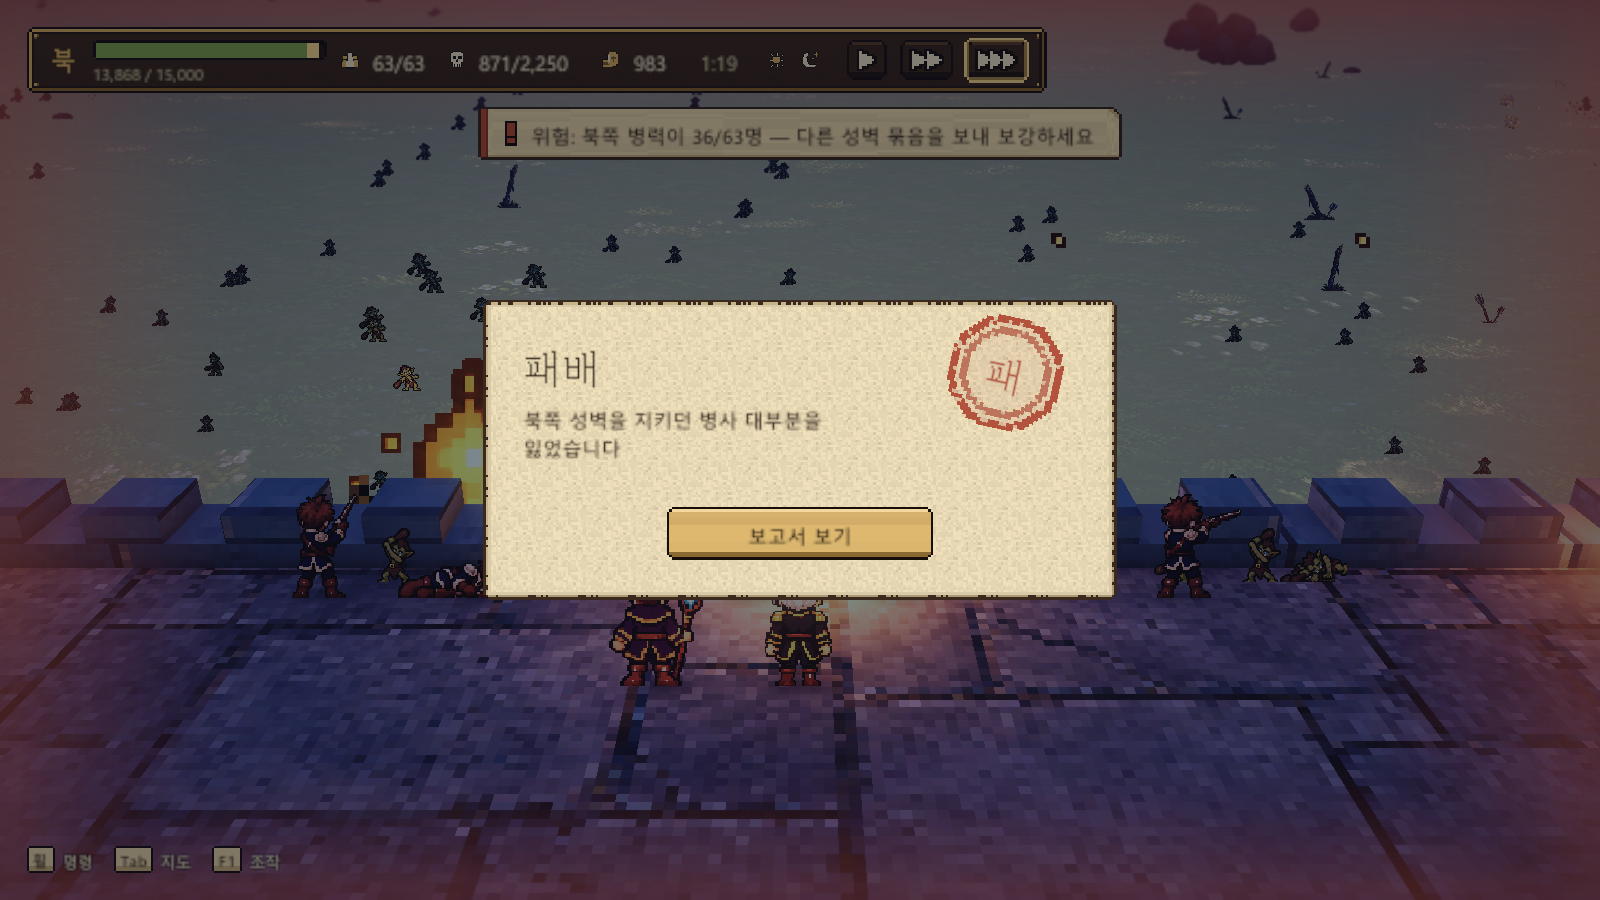 북
13,868 / 15,000
63/63
871/2,250
983
1:19
위험: 북쪽 병력이 36/63명 — 다른 성벽 묶음을 보내 보강하세요
패배
패
북쪽 성벽을 지키던 병사 대부분을
잃었습니다
보고서 보기
휠 명령
Tab 지도
F1 조작